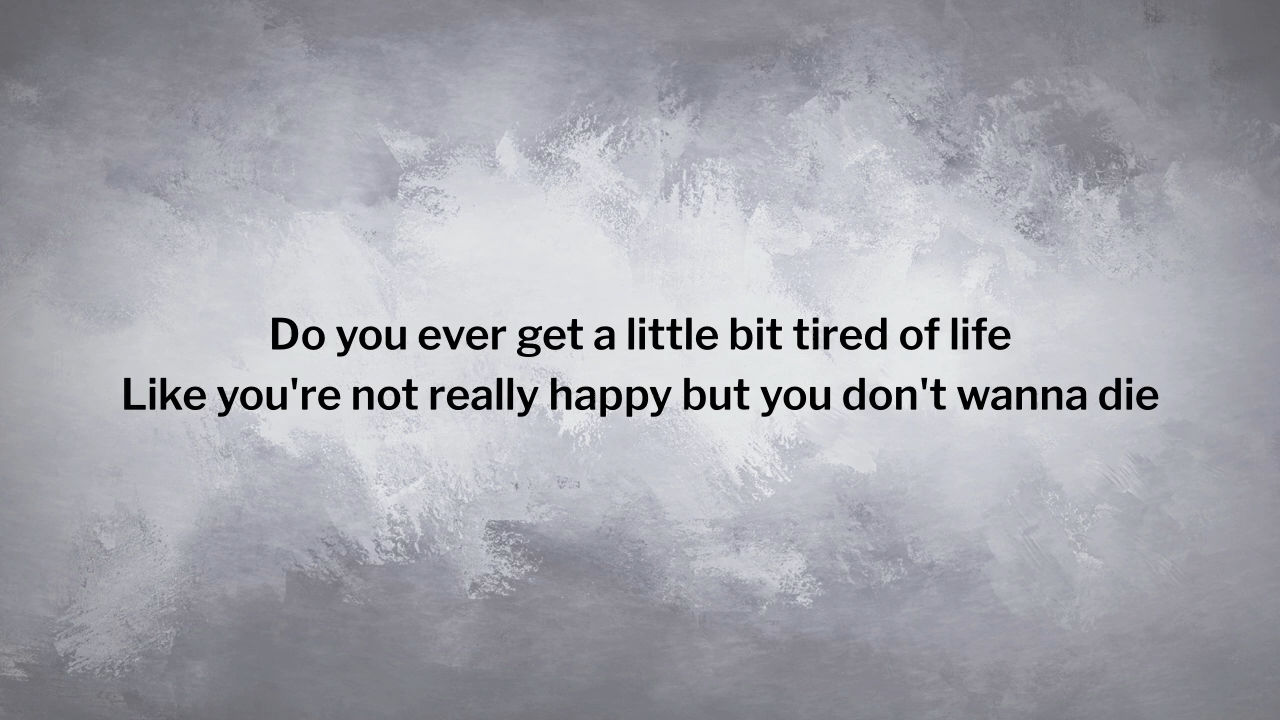 Do you ever get a little bit tired of life
Like you're not really happy but you don't wanna die